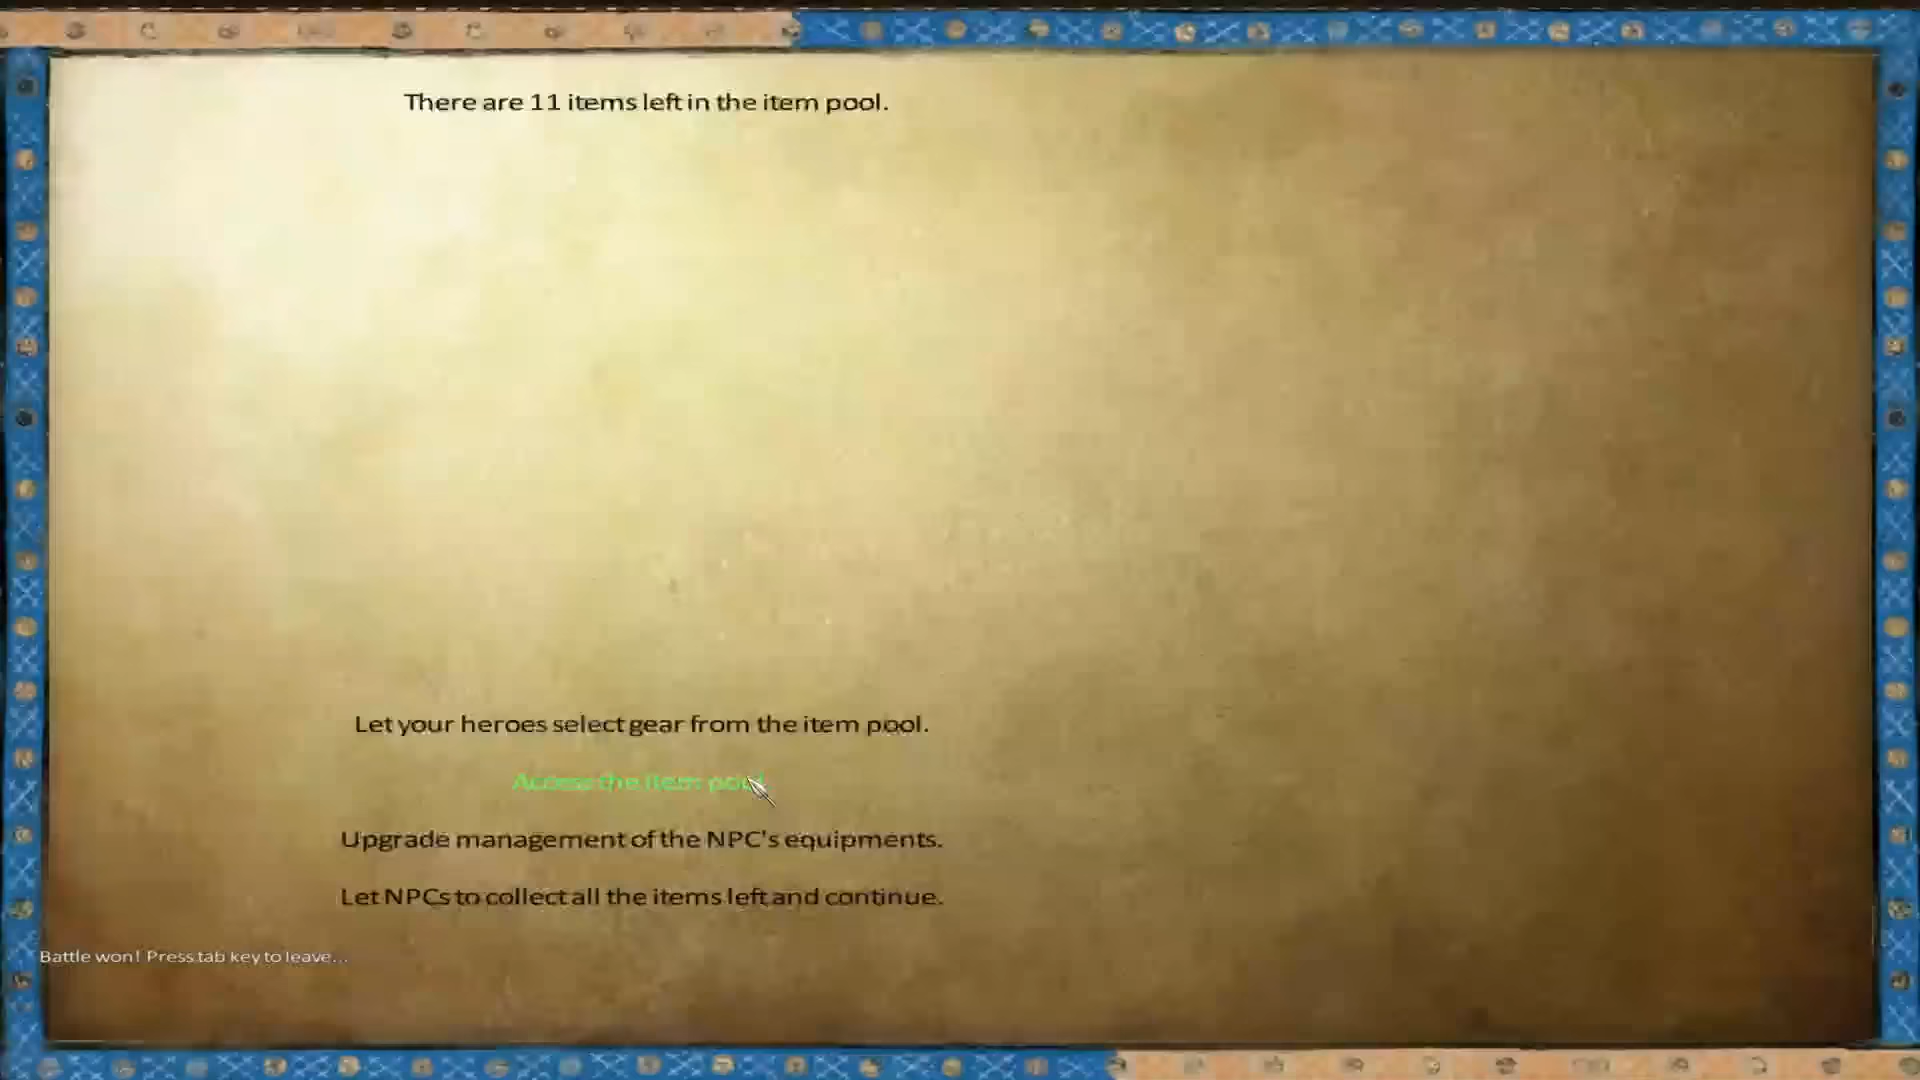 There are 11 items left in the item pool.
Let your heroes select gear from the item pool.
Access the item pool.
Upgrade management of the NPC's equipments.
Let NPCs to collect all the items left and continue.
Battle won! Press tab key to leave...